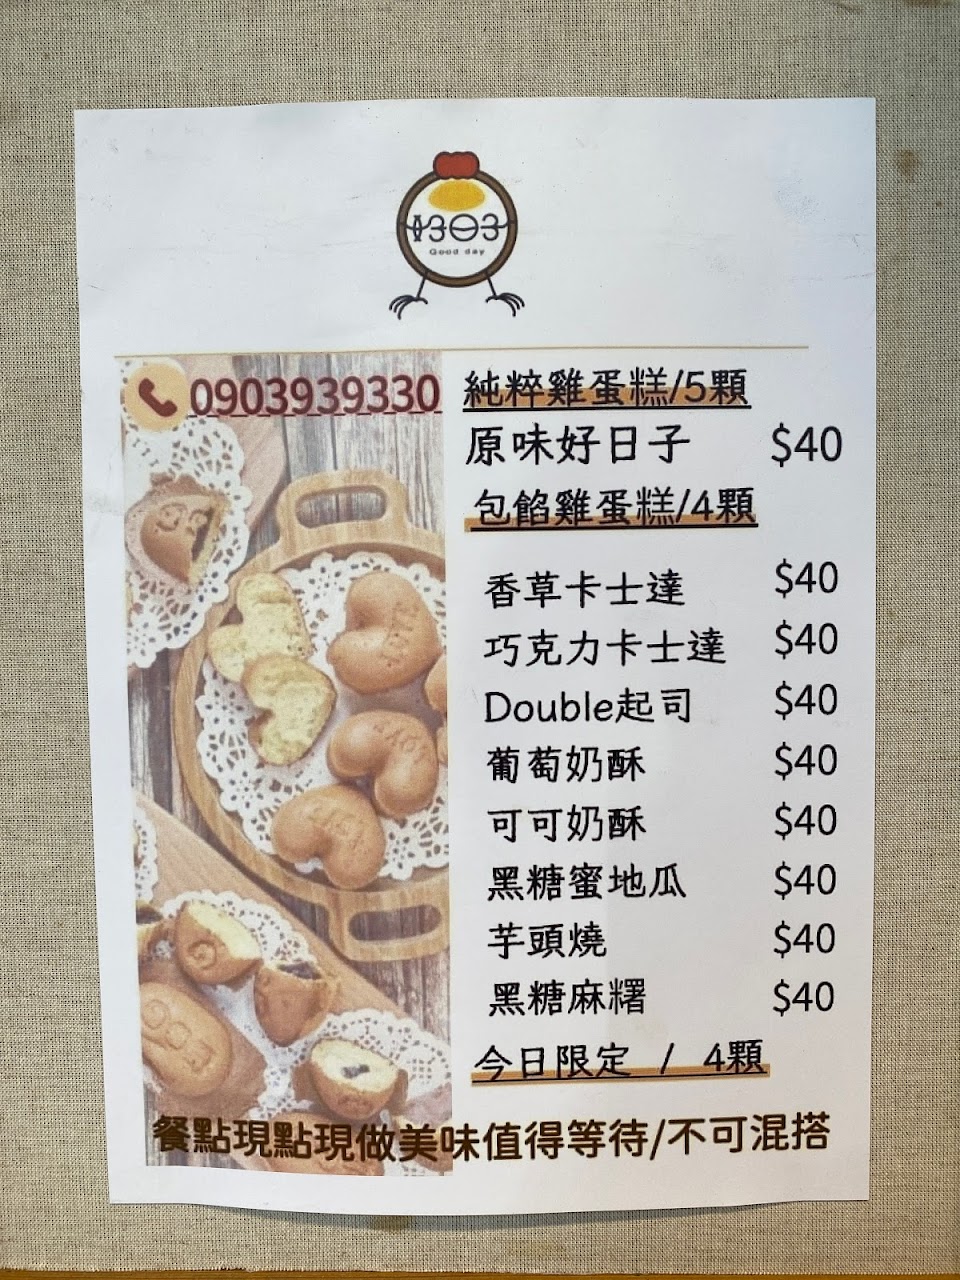 好日子
Good day
0903939330
純粹雞蛋糕/5顆
原味好日子 $40
包餡雞蛋糕/4顆
香草卡士達 $40
巧克力卡士達 $40
Double起司 $40
葡萄奶酥 $40
可可奶酥 $40
黑糖蜜地瓜 $40
芋頭燒 $40
黑糖麻糬 $40
今日限定 / 4顆
餐點現點現做美味值得等待/不可混搭